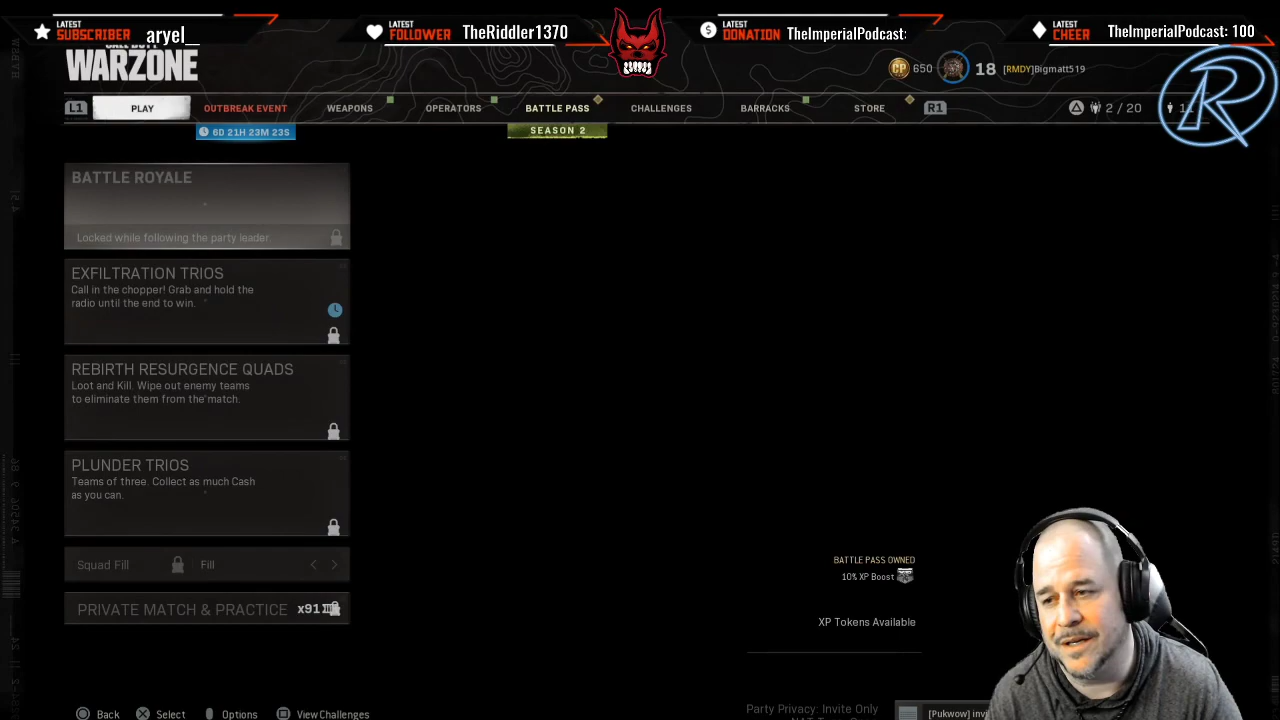 LATEST SUBSCRIBER aryel__
LATEST FOLLOWER TheRiddler1370
LATEST DONATION TheImperialPodcast:
LATEST CHEER TheImperialPodcast: 100
WARZONE
CP 650 18 [RMDY]Bigmatt519
L1 PLAY OUTBREAK EVENT WEAPONS OPERATORS BATTLE PASS CHALLENGES BARRACKS STORE R1 2 / 20
6D 21H 23M 23S
SEASON 2
R
BATTLE ROYALE
Locked while following the party leader
EXFILTRATION TRIOS
Call in the chopper! Grab and hold the
radio until the end to win.
REBIRTH RESURGENCE QUADS
Loot and Kill. Wipe out enemy teams
to eliminate them from the match.
PLUNDER TRIOS
Teams of three. Collect as much Cash
as you can.
Squad Fill Fill
PRIVATE MATCH & PRACTICE
BATTLE PASS OWNED
10% XP Boost
XP Tokens Available
Back Select Options View Challenges
Party Privacy: Invite Only
[Pukwow] invi